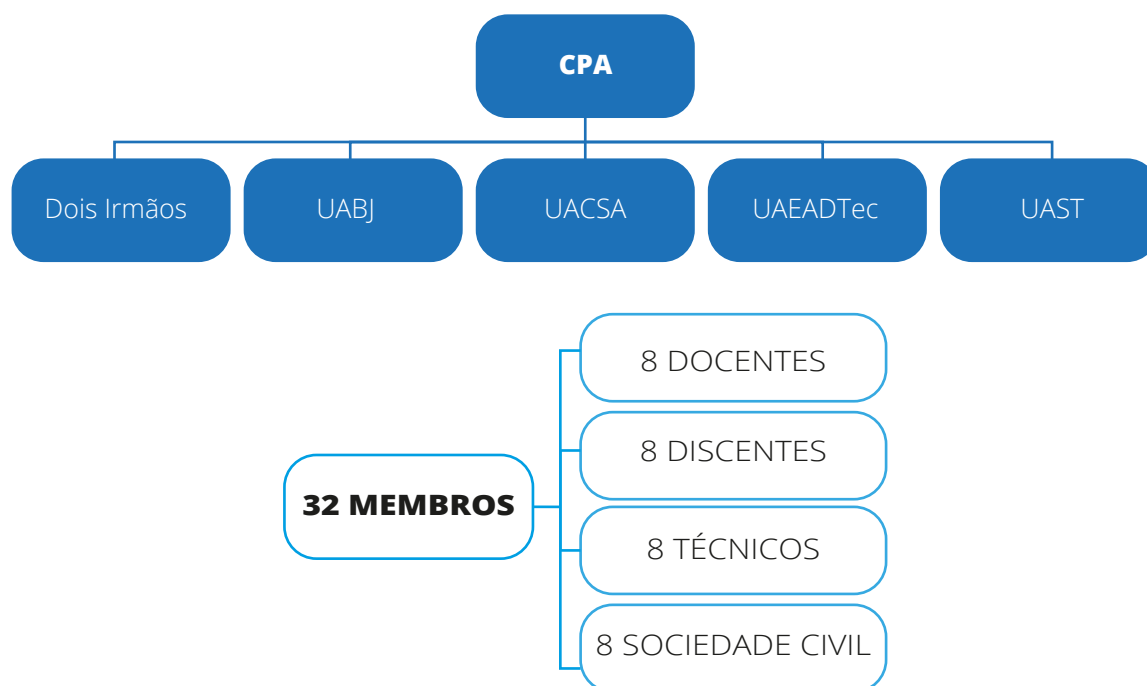 CPA
Dois Irmãos
UABJ
UACSA
UAEADTec
UAST
8 DOCENTES
8 DISCENTES
32 MEMBROS
8 TÉCNICOS
8 SOCIEDADE CIVIL